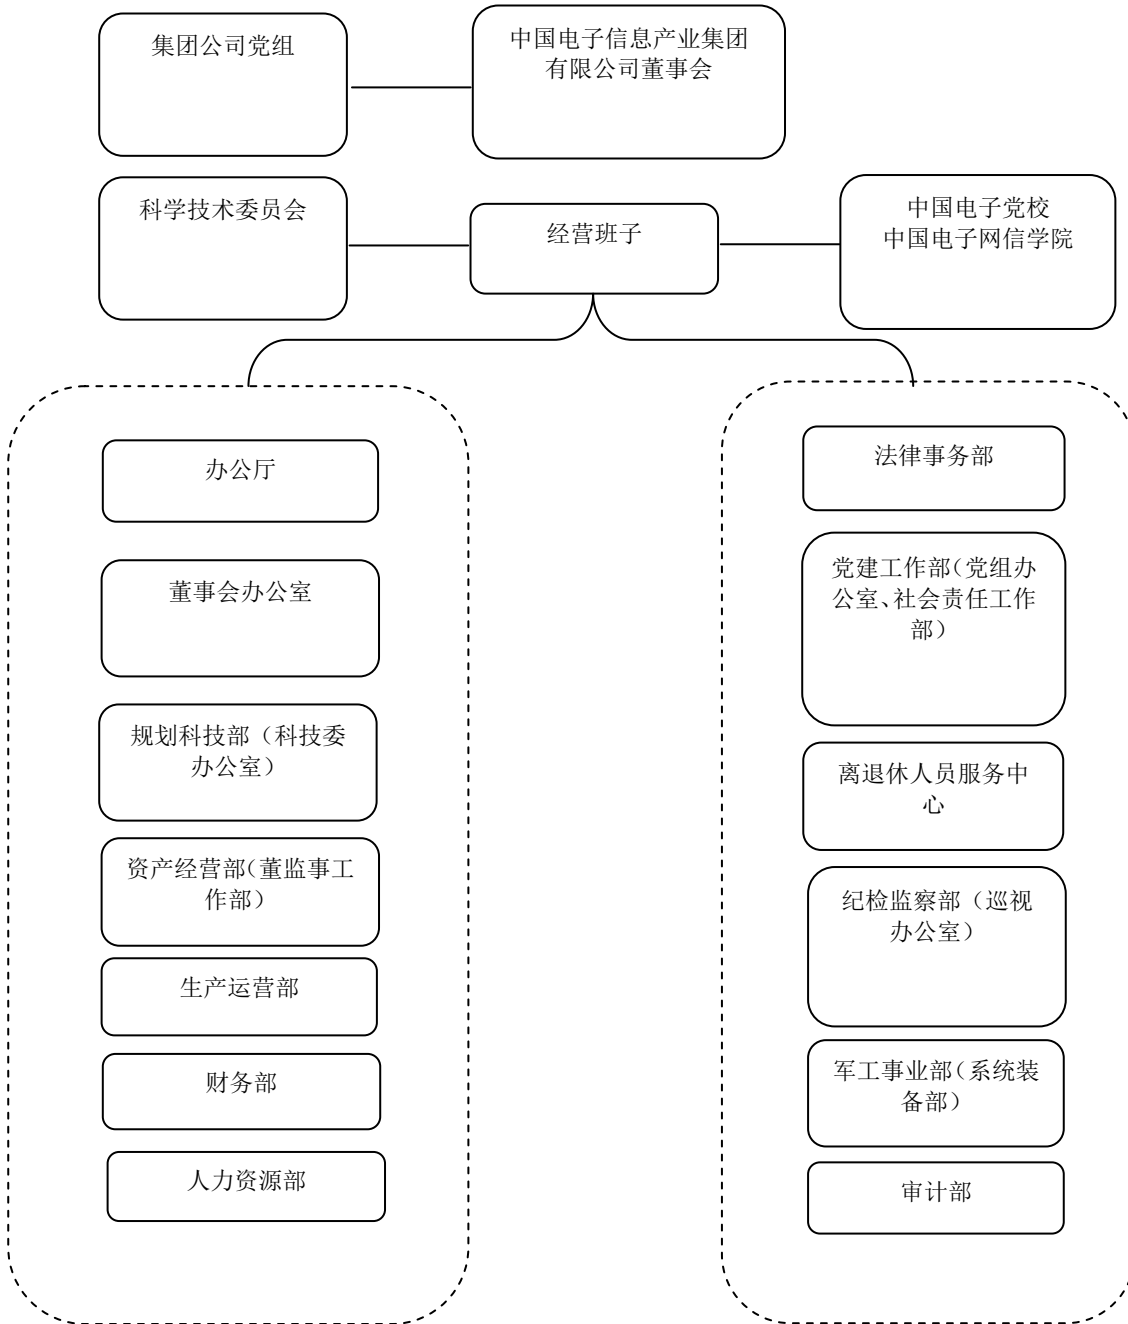 集团公司党组
中国电子信息产业集团
有限公司董事会
科学技术委员会
经营班子
中国电子党校
中国电子网信学院
办公厅
董事会办公室
规划科技部（科技委
办公室）
资产经营部（董监事工
作部）
生产运营部
财务部
人力资源部
法律事务部
党建工作部（党组办
公室、社会责任工作
部）
离退休人员服务中
心
纪检监察部（巡视
办公室）
军工事业部（系统装
备部）
审计部